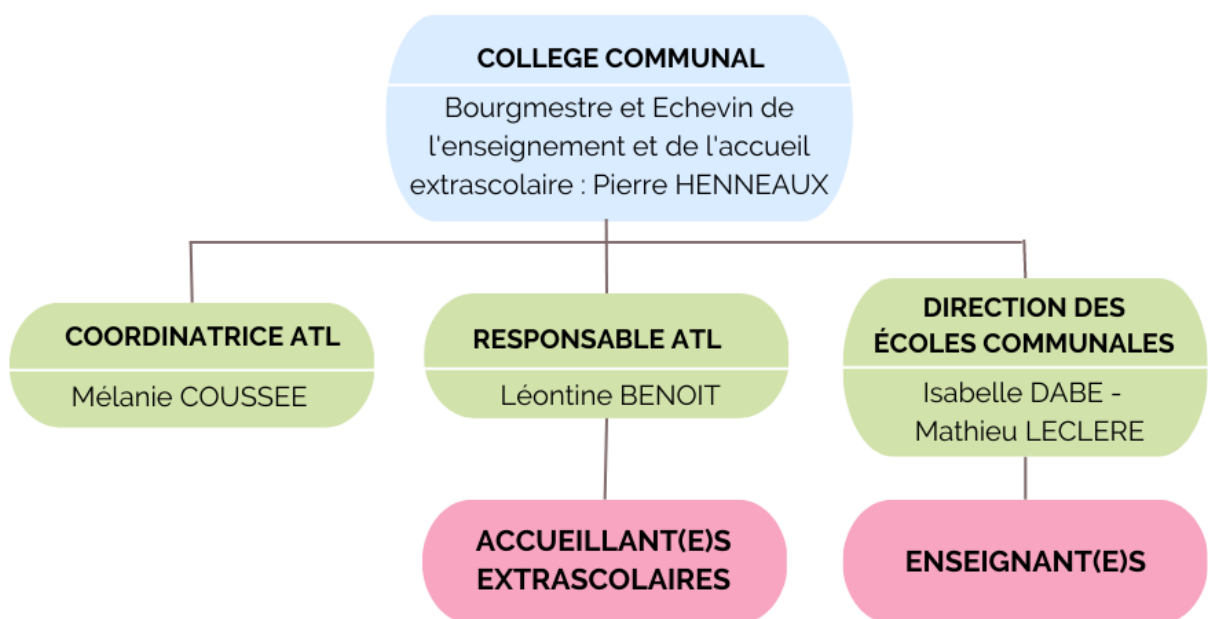 COLLEGE COMMUNAL
Bourgmestre et Echevin de
l'enseignement et de l'accueil
extrascolaire : Pierre HENNEAUX
COORDINATRICE ATL
Mélanie COUSSEE
RESPONSABLE ATL
Léontine BENOIT
DIRECTION DES
ÉCOLES COMMUNALES
Isabelle DABE -
Mathieu LECLERE
ACCUEILLANT(E)S
EXTRASCOLAIRES
ENSEIGNANT(E)S